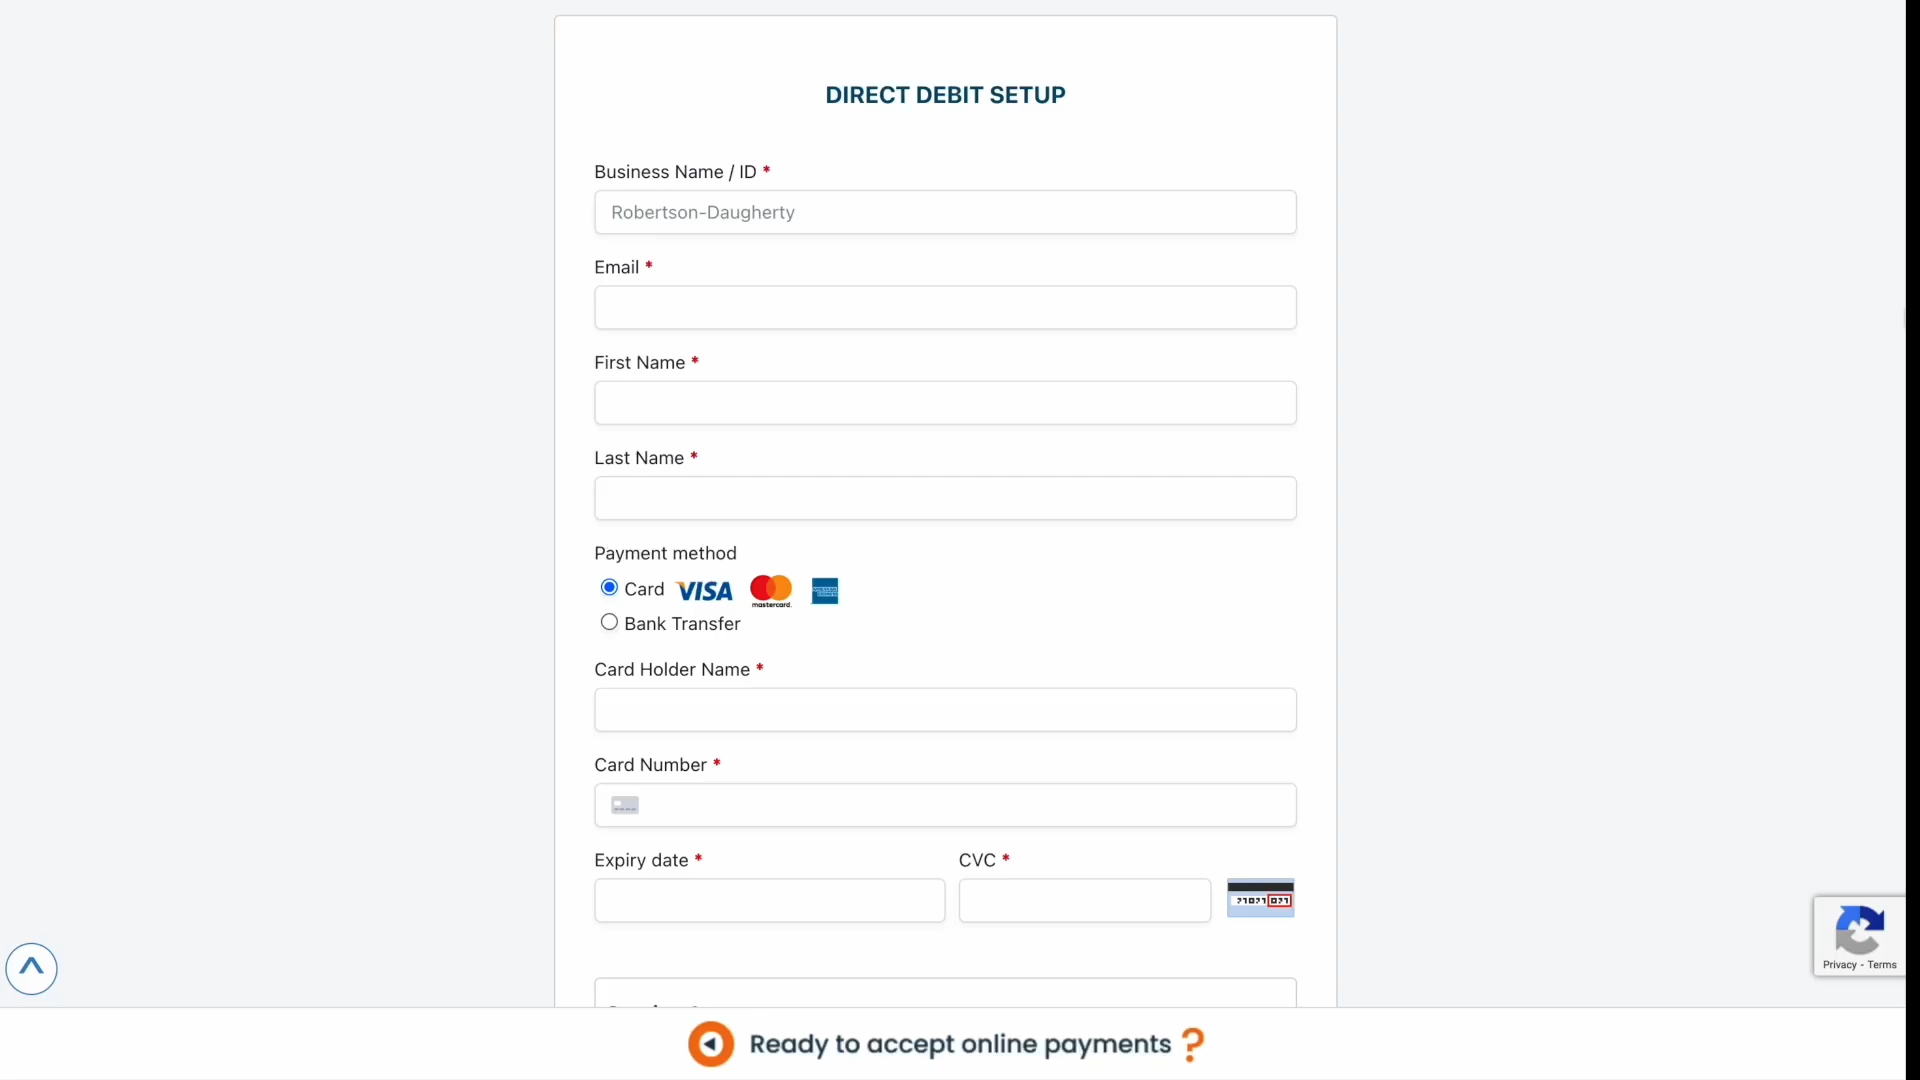 DIRECT DEBIT SETUP
Business Name / ID *
Robertson-Daugherty
Email *
First Name *
Last Name *
Payment method
Card VISA mastercard.
Bank Transfer
Card Holder Name *
Card Number *
Expiry date *
CVC *
Privacy - Terms
Ready to accept online payments ?